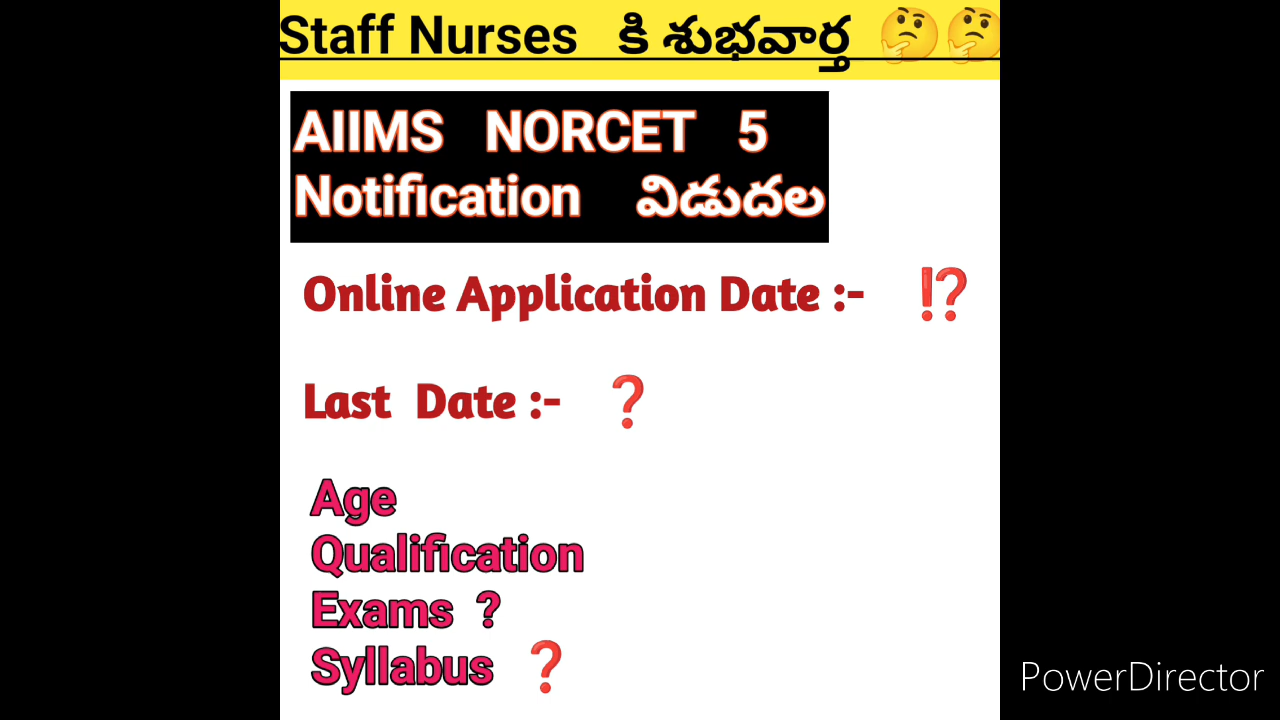 Staff Nurses కి శుభవార్త 🤔🤔
AIIMS NORCET 5
Notification విడుదల
Online Application Date :- ⁉️
Last Date :- ❓
Age
Qualification
Exams ?
Syllabus ❓
PowerDirector